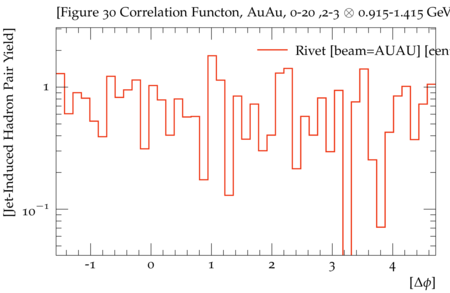 [Figure 30 Correlation Functon, AuAu, 0-20 ,2-3 ⊗ 0.915-1.415 GeV
Rivet [beam=AUAU] [cen
[Jet-Induced Hadron Pair Yield]
1
10⁻¹
-1 0 1 2 3 4
[Δϕ]